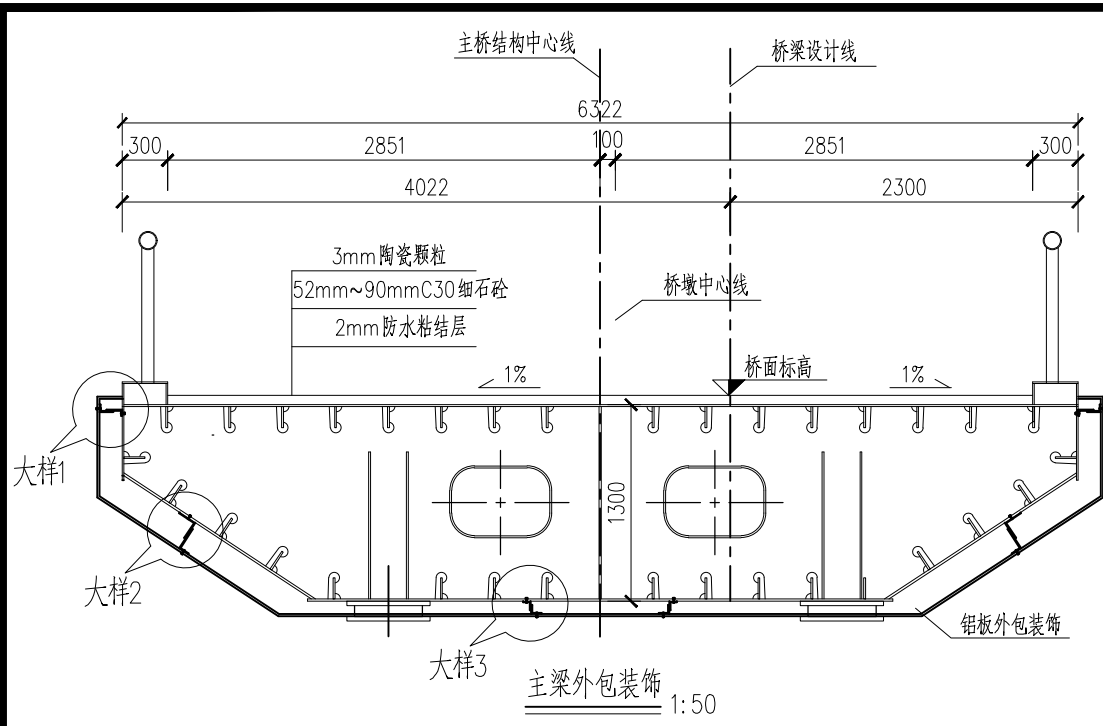 主桥结构中心线
桥梁设计线
6322
300
2851
100
2851
300
4022
2300
3mm陶瓷颗粒
52mm~90mmC30细石砼
2mm防水粘结层
桥墩中心线
1%
桥面标高
1%
大样1
1300
大样2
大样3
铝板外包装饰
主梁外包装饰 1:50